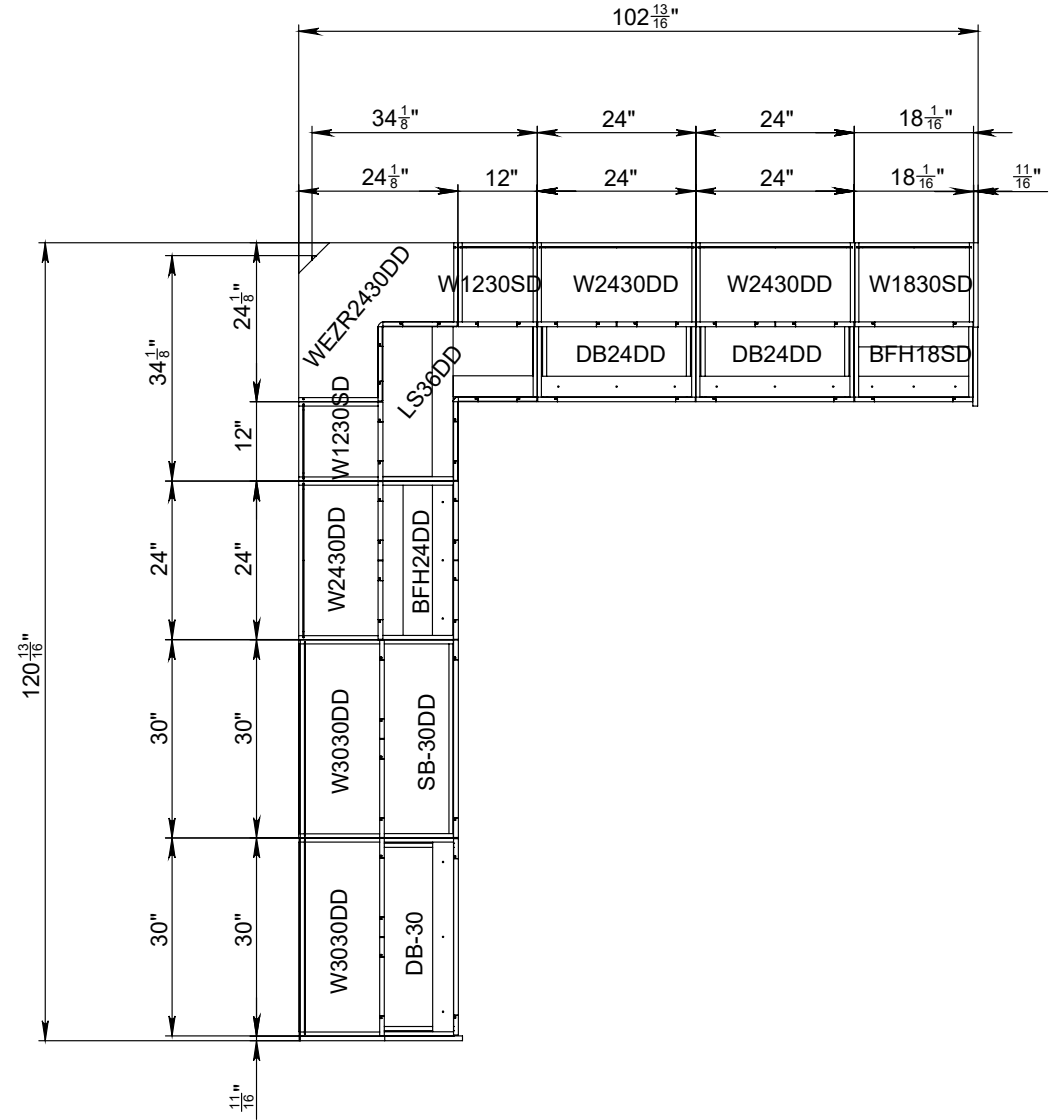 102 13/16"
34 1/8" 24" 24" 18 1/16"
24 1/8" 12" 24" 24" 18 1/16" 11/16"
WEZR2430DD
W1230SD W2430DD W2430DD W1830SD
LS36DD
DB24DD DB24DD BFH18SD
24 1/8"
34 1/8"
W1230SD
12"
24" 24" W2430DD BFH24DD
120 13/16"
30" 30" W3030DD SB-30DD
30" 30" W3030DD DB-30
11/16"